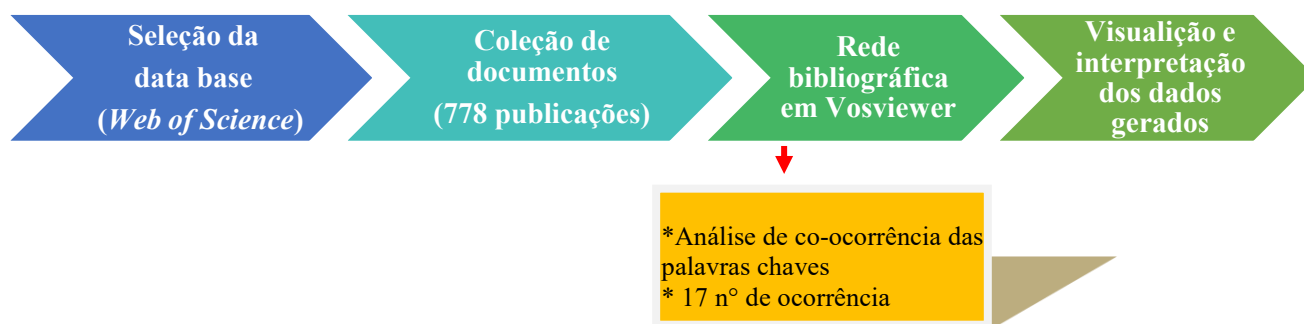 Seleção da
data base
(Web of Science)
Coleção de
documentos
(778 publicações)
Rede
bibliográfica
em Vosviewer
Visualição e
interpretação
dos dados
gerados
*Análise de co-ocorrência das
palavras chaves
* 17 n° de ocorrência